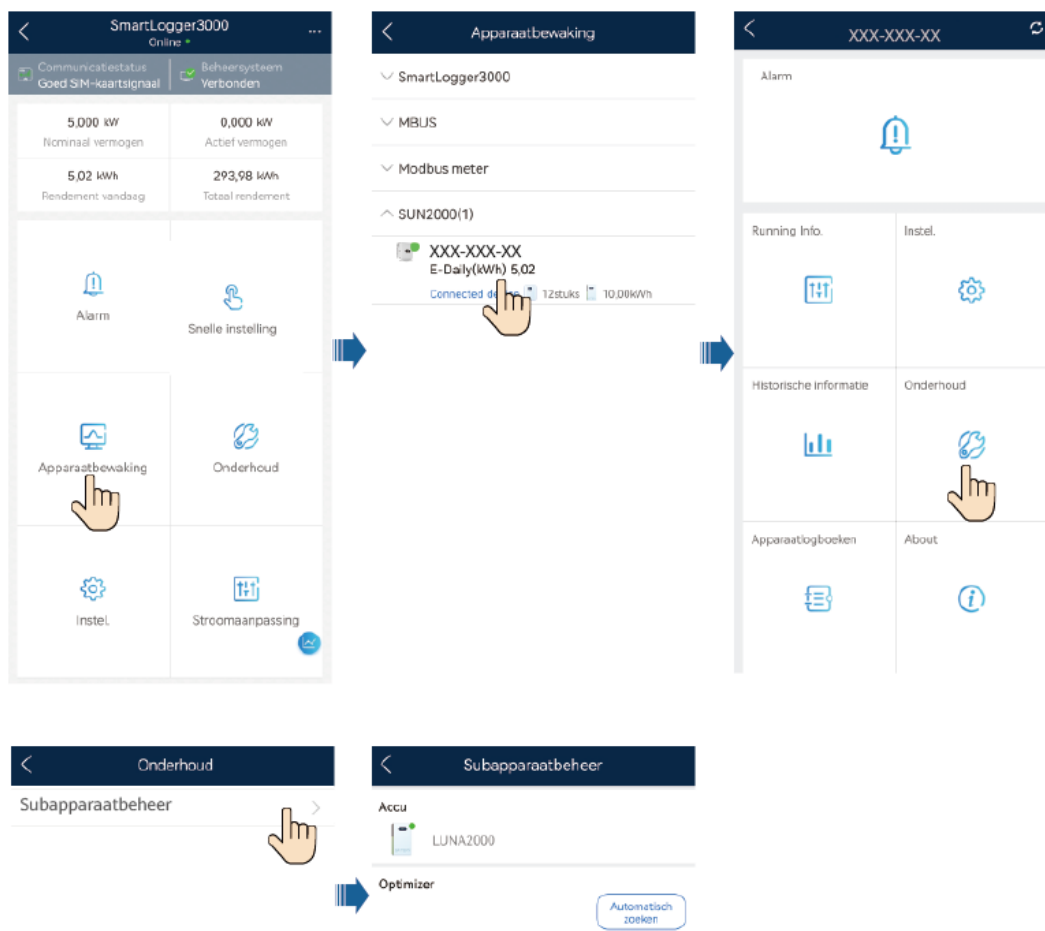 SmartLogger3000
Online
Communicatiestatus
Goed SIM-kaartsignaal
Beheersysteem
Verbonden
5,000 kW
Nominaal vermogen
0,000 kW
Actief vermogen
5,02 kWh
Rendement vandaag
293,98 kWh
Totaal rendement
Alarm
Snelle instelling
Apparaatbewaking
Onderhoud
Instel.
Stroomaanpassing
Apparaatbewaking
SmartLogger3000
MBUS
Modbus meter
SUN2000(1)
XXX-XXX-XX
E-Daily(kWh) 5,02
Connected 12stuks 10,00kWh
XXX-XXX-XX
Alarm
Running Info.
Instel.
Historische informatie
Onderhoud
Apparaatlogboeken
About
Onderhoud
Subapparaatbeheer
Subapparaatbeheer
Accu
LUNA2000
Optimizer
Automatisch
zoeken